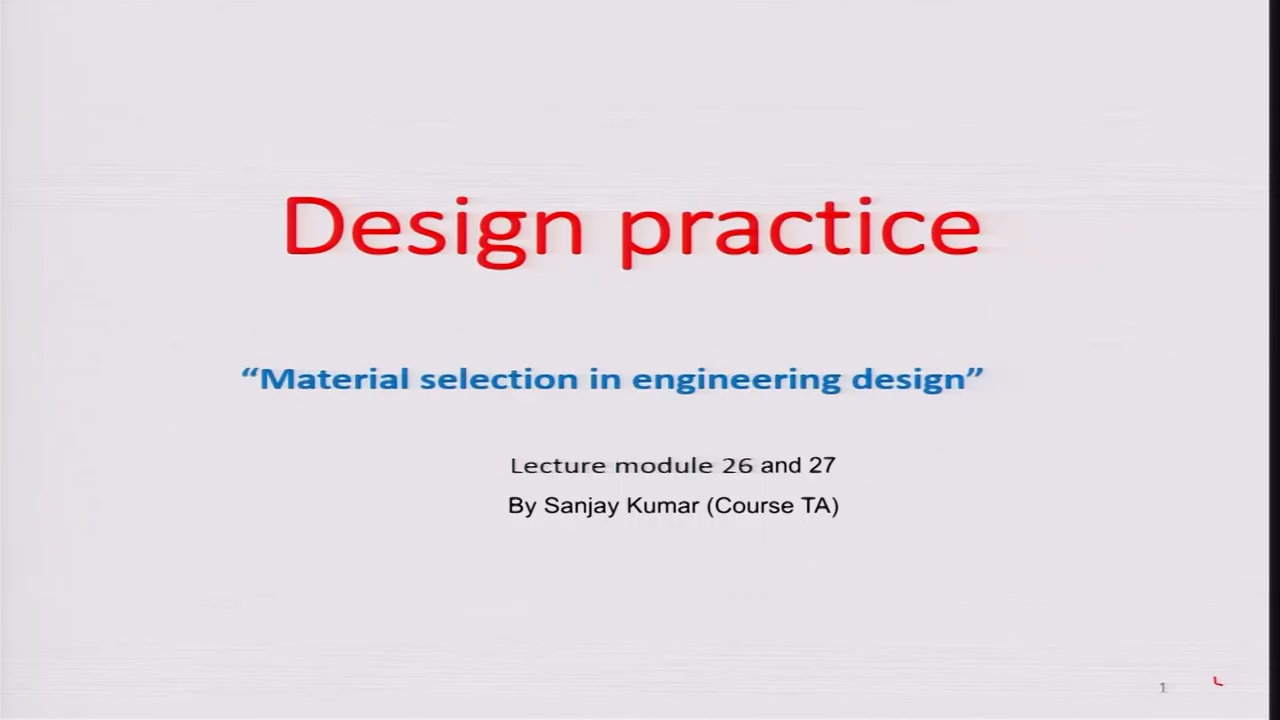 Design practice
“Material selection in engineering design”
Lecture module 26 and 27
By Sanjay Kumar (Course TA)
1